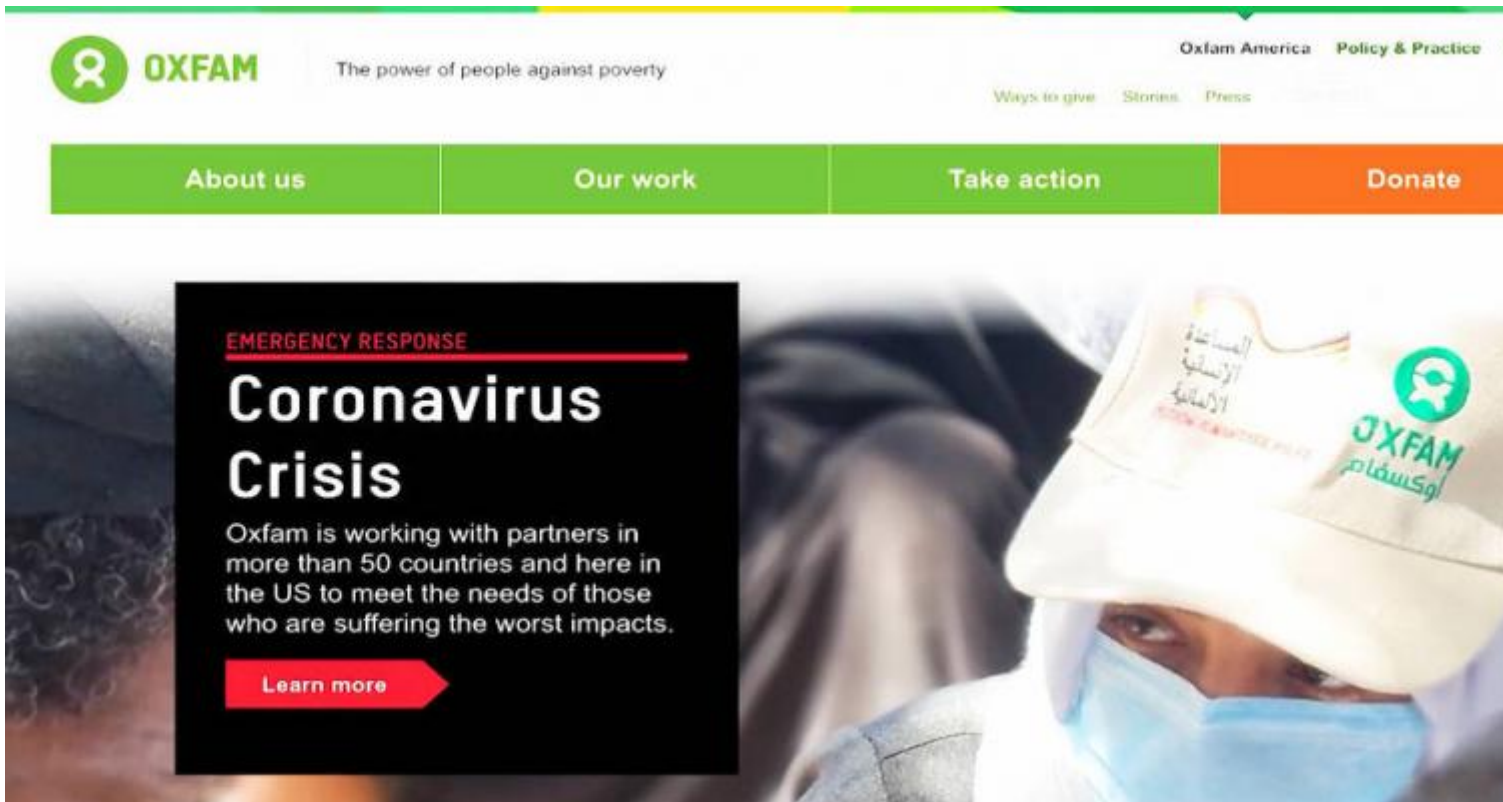 OXFAM
The power of people against poverty
Oxfam America Policy & Practice
Ways to give Stories Press
About us Our work Take action Donate
EMERGENCY RESPONSE
Coronavirus
Crisis
Oxfam is working with partners in
more than 50 countries and here in
the US to meet the needs of those
who are suffering the worst impacts.
Learn more
المساعدة
الإنسانية
الألمانية
OXFAM
أوكسفام